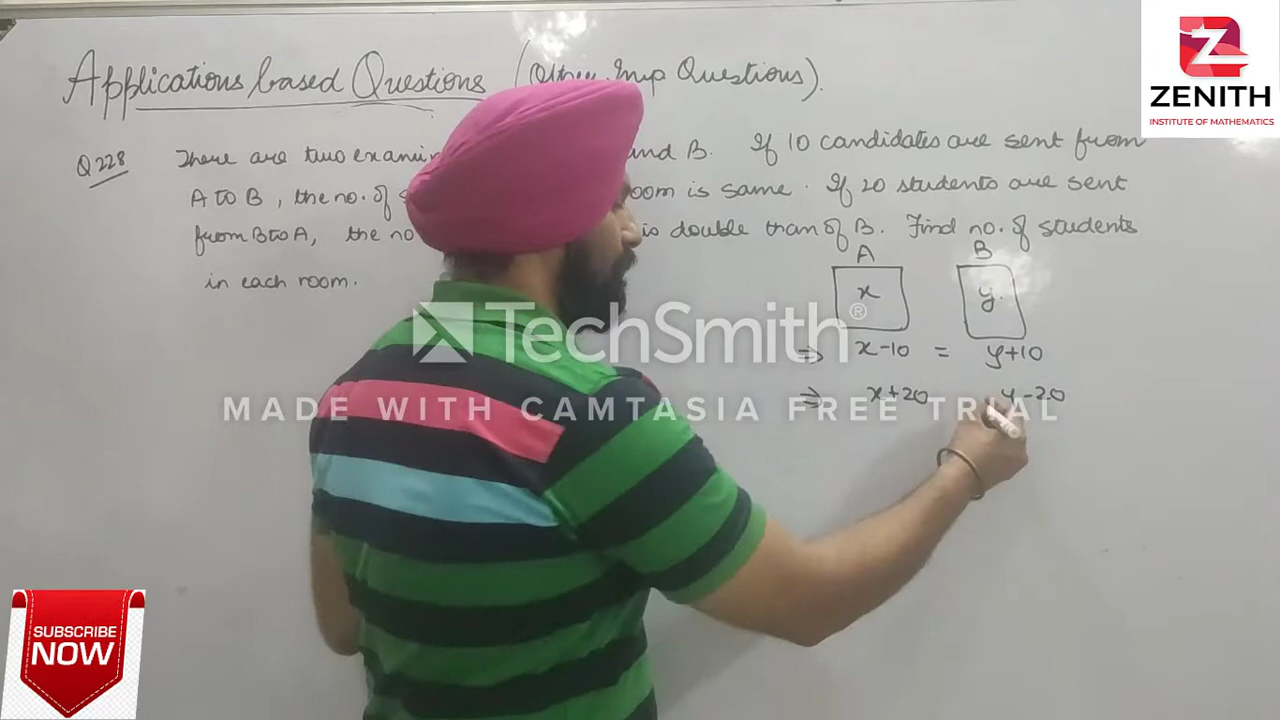 Applications based Questions ( Imp Questions).
Q228 There are two examin and B. If 10 candidates are sent from
A to B, the no. of s room is same. If 20 students are sent
from B to A, the no is double than of B. Find no. of students
in each room.
A B
x y.
⇒ x-10 = y+10
⇒ x+20 y-20
Z
ZENITH
INSTITUTE OF MATHEMATICS
TechSmith®
MADE WITH CAMTASIA FREE TRIAL
SUBSCRIBE
NOW